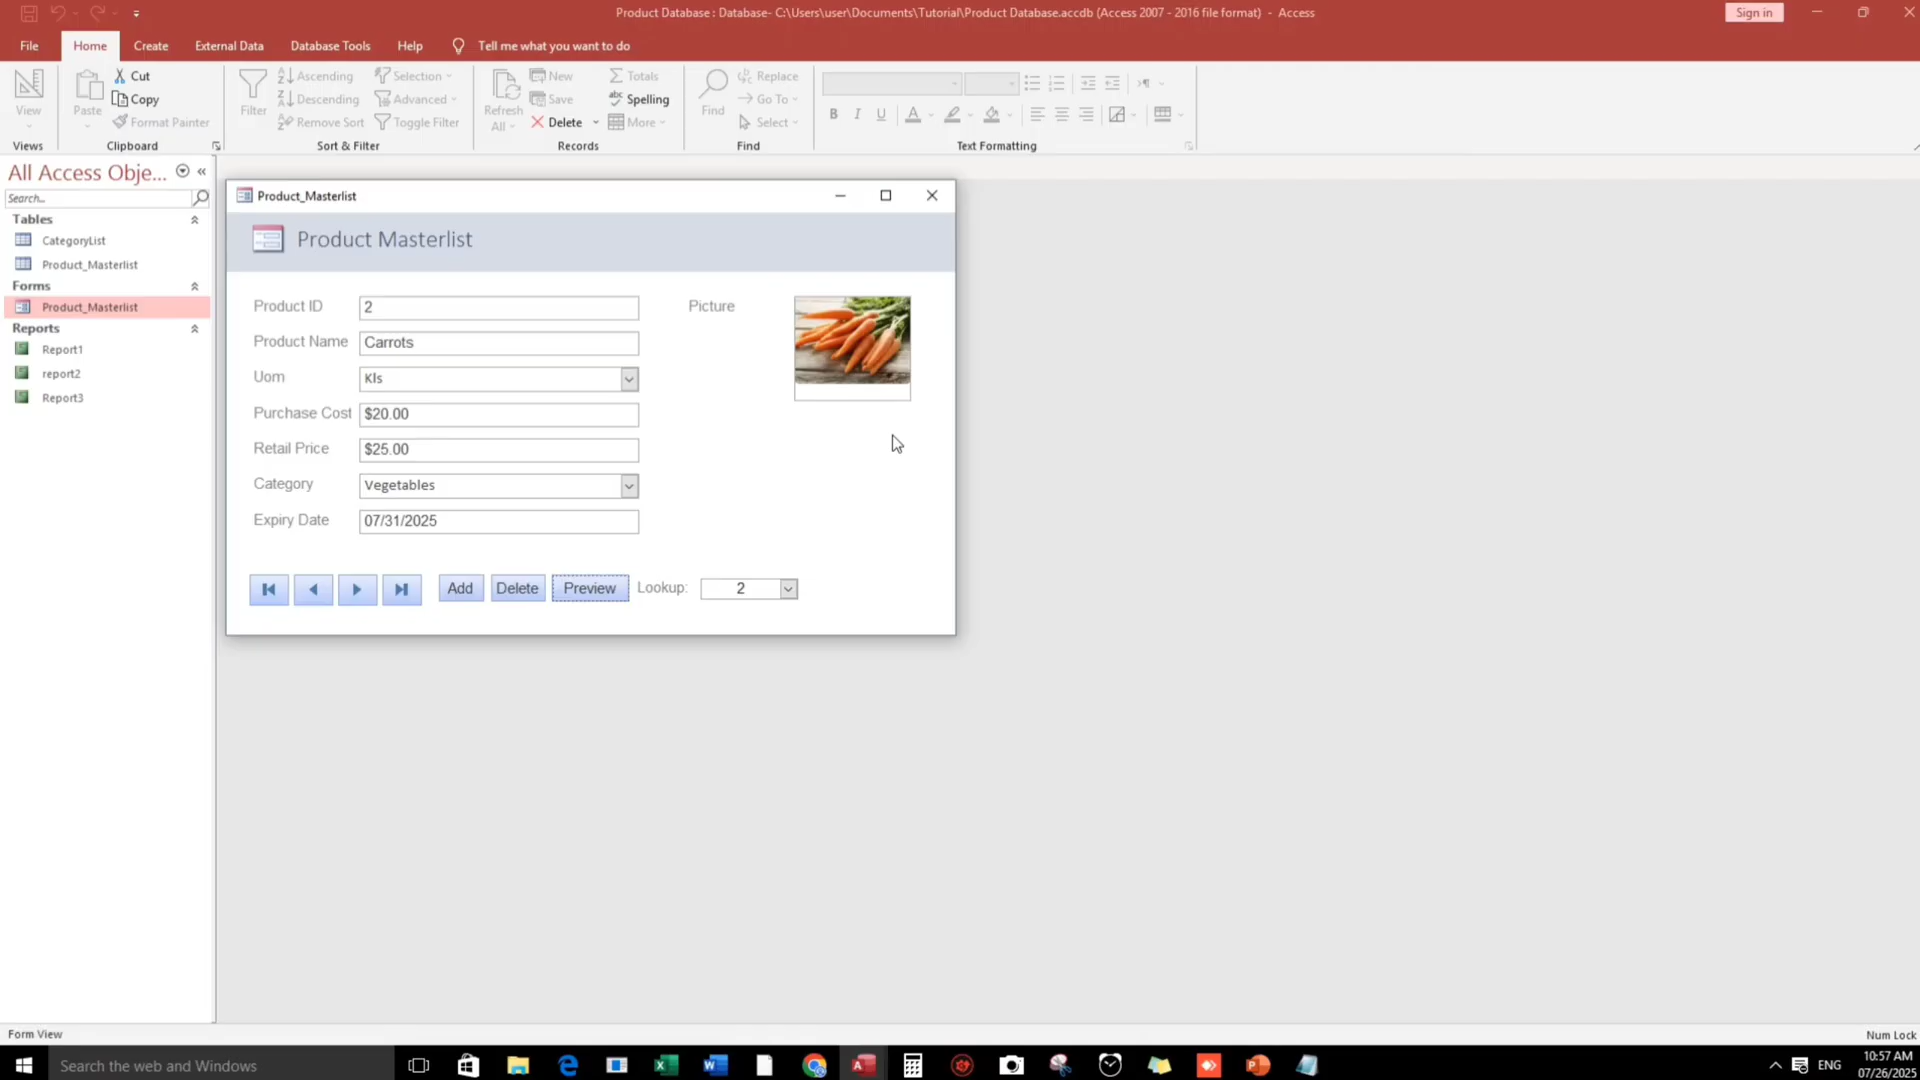 Product Database : Database- C:\Users\user\Documents\Tutorial\Product Database.accdb (Access 2007 - 2016 file format) - Access
Sign in
File
Home
Create
External Data
Database Tools
Help
Tell me what you want to do
View
Views
Paste
Cut
Copy
Format Painter
Clipboard
Filter
Ascending
Descending
Remove Sort
Selection
Advanced
Toggle Filter
Sort & Filter
Refresh
All
New
Save
Delete
Totals
Spelling
More
Records
Find
Replace
Go To
Select
Find
B I U
A
Text Formatting
All Access Obje...
Search...
Tables
CategoryList
Product_Masterlist
Forms
Product_Masterlist
Reports
Report1
report2
Report3
Product_Masterlist
Product Masterlist
Product ID 2
Product Name Carrots
Uom Kls
Purchase Cost $20.00
Retail Price $25.00
Category Vegetables
Expiry Date 07/31/2025
Picture
Add Delete Preview Lookup: 2
Form View
Num Lock
Search the web and Windows
ENG
10:57 AM
07/26/2025